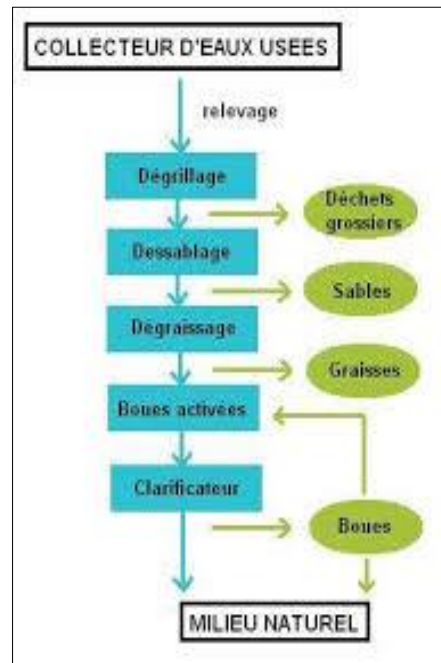 COLLECTEUR D'EAUX USEES
relevage
Dégrillage
Déchets
grossiers
Dessablage
Sables
Dégraissage
Graisses
Boues activées
Clarificateur
Boues
MILIEU NATUREL